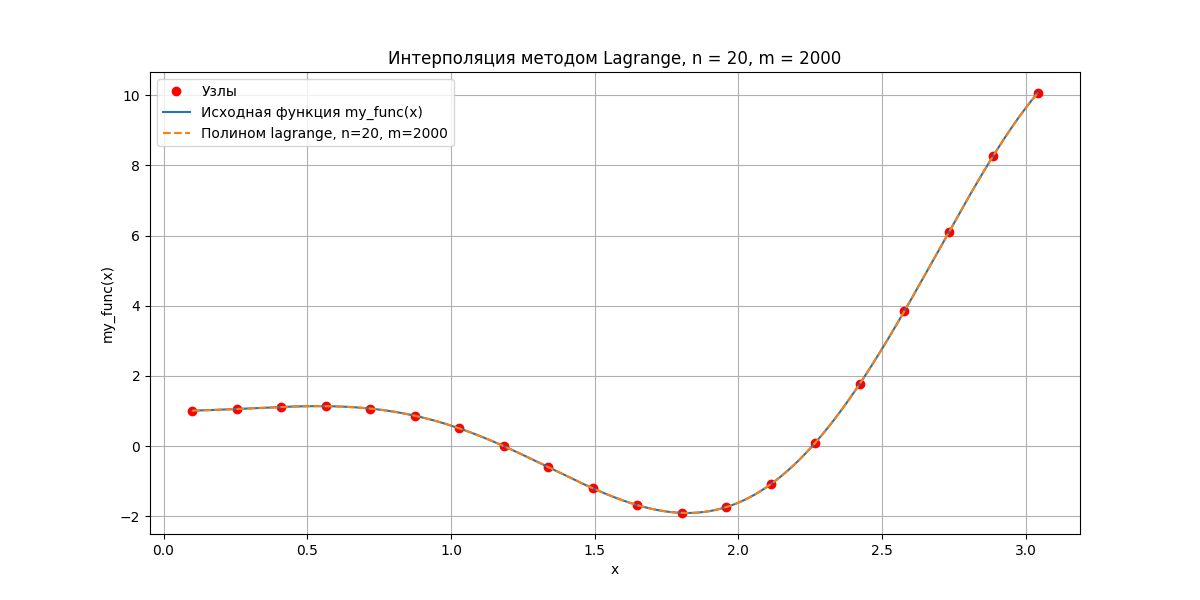 Интерполяция методом Lagrange, n = 20, m = 2000
Узлы
Исходная функция my_func(x)
Полином lagrange, n=20, m=2000
my_func(x)
10
8
6
4
2
0
−2
0.0 0.5 1.0 1.5 2.0 2.5 3.0
x